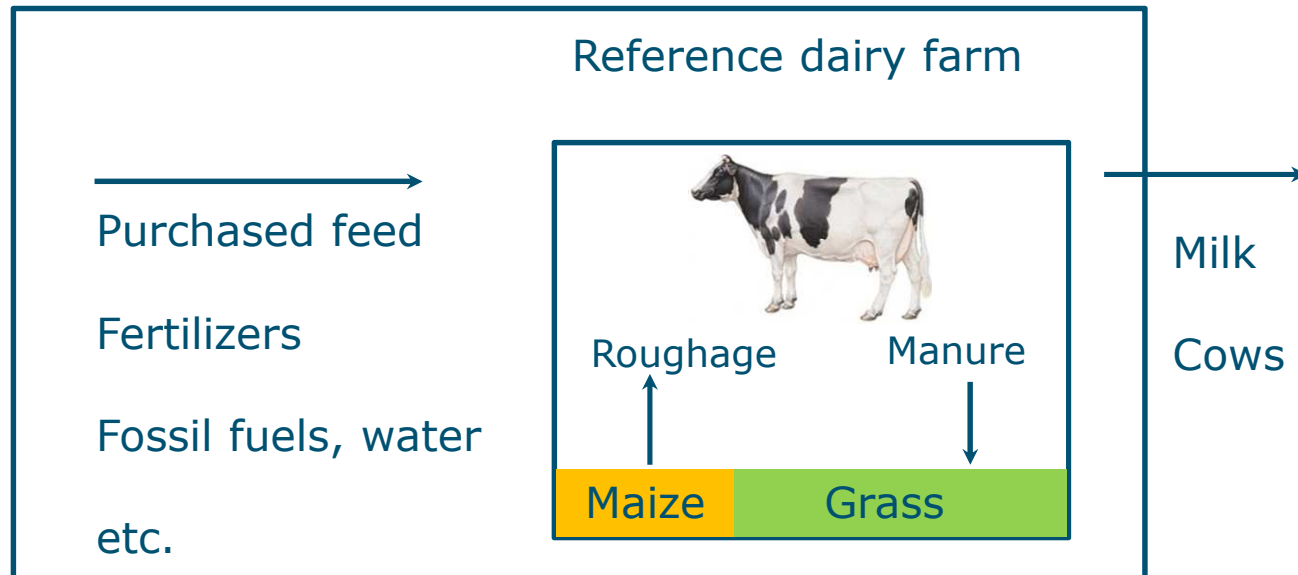 Reference dairy farm
Purchased feed
Fertilizers
Fossil fuels, water
etc.
Roughage
Manure
Maize
Grass
Milk
Cows